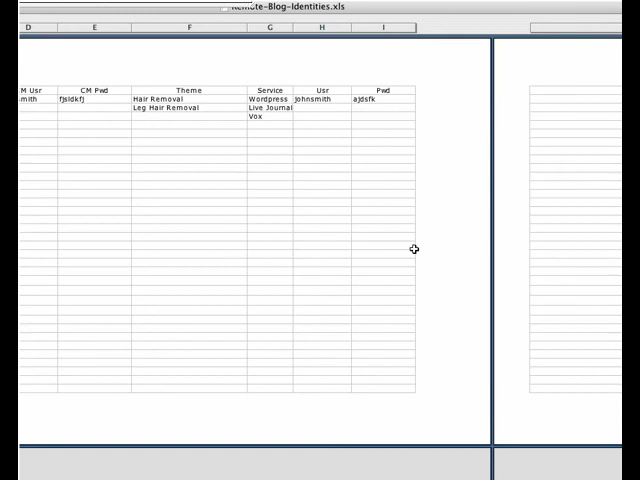 Remote-Blog-Identities.xls
D E F G H I
M Usr CM Pwd Theme Service Usr Pwd
smith fjsldkfj Hair Removal Wordpress johnsmith ajdsfk
Leg Hair Removal Live Journal
Vox